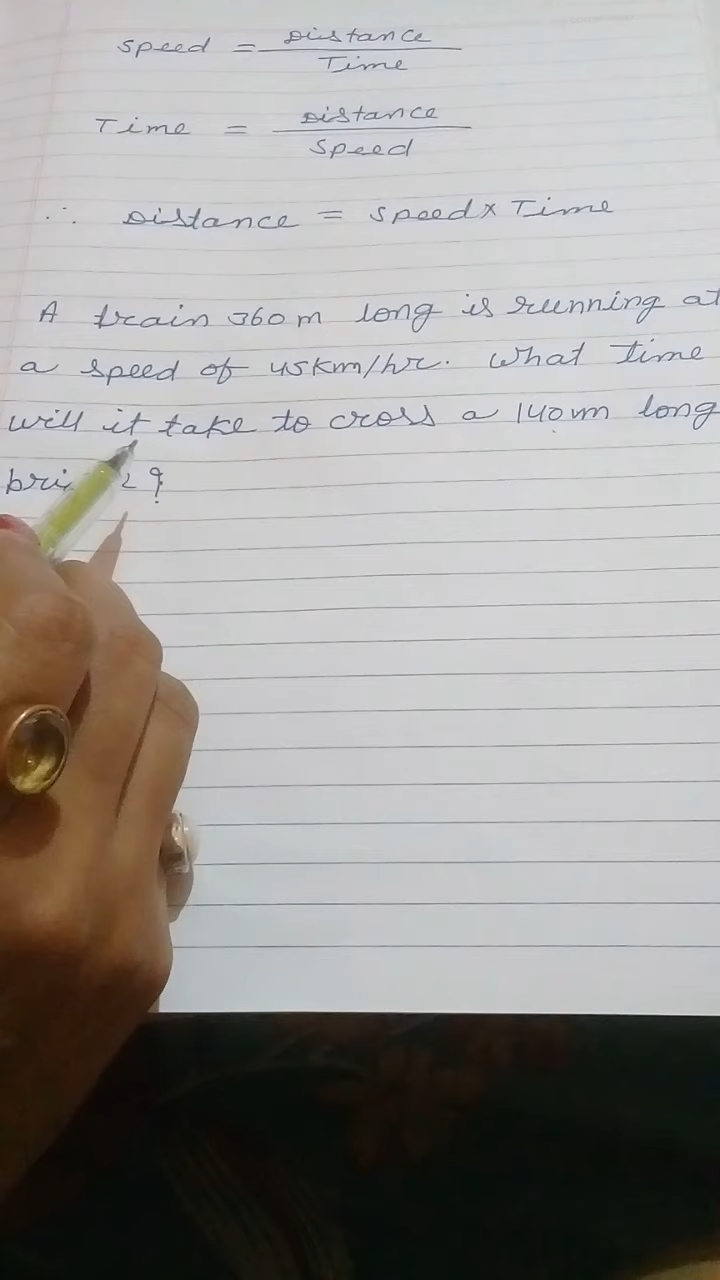 Speed = Distance / Time
Time = Distance / Speed
∴ Distance = Speed x Time
A train 360m long is running at
a speed of 45km/hr. What time
will it take to cross a 140m long
?